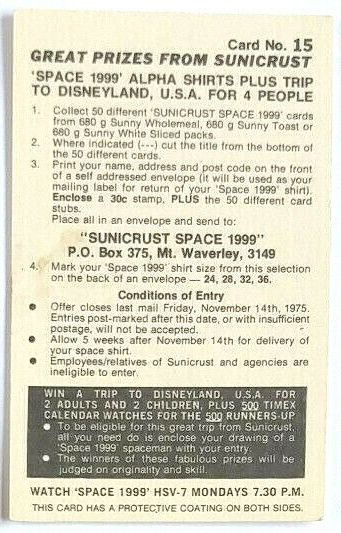 Card No. 15
GREAT PRIZES FROM SUNICRUST
'SPACE 1999' ALPHA SHIRTS PLUS TRIP
TO DISNEYLAND, U.S.A. FOR 4 PEOPLE
1. Collect 50 different 'SUNICRUST SPACE 1999' cards
from 680 g Sunny Wholemeal, 680 g Sunny Toast or
680 g Sunny White Sliced packs.
2. Where indicated (---) cut the title from the bottom of
the 50 different cards.
3. Print your name, address and post code on the front
of a self addressed envelope (it will be used as your
mailing label for return of your 'Space 1999' shirt).
Enclose a 30c stamp, PLUS the 50 different card
stubs.
Place all in an envelope and send to:
"SUNICRUST SPACE 1999"
P.O. Box 375, Mt. Waverley, 3149
4. Mark your 'Space 1999' shirt size from this selection
on the back of an envelope — 24, 28, 32, 36.
Conditions of Entry
● Offer closes last mail Friday, November 14th, 1975.
Entries post-marked after this date, or with insufficient
postage, will not be accepted.
● Allow 5 weeks after November 14th for delivery of
your space shirt.
● Employees/relatives of Sunicrust and agencies are
ineligible to enter.
WIN A TRIP TO DISNEYLAND, U.S.A. FOR
2 ADULTS AND 2 CHILDREN, PLUS 500 TIMEX
CALENDAR WATCHES FOR THE 500 RUNNERS-UP
● To be eligible for this great trip from Sunicrust,
all you need do is enclose your drawing of a
'Space 1999' spaceman with your entry.
● The winners of these fabulous prizes will be
judged on originality and skill.
WATCH 'SPACE 1999' HSV-7 MONDAYS 7.30 P.M.
THIS CARD HAS A PROTECTIVE COATING ON BOTH SIDES.